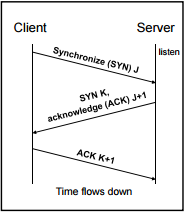 Client Server
listen
Synchronize (SYN) J
SYN K,
acknowledge (ACK) J+1
ACK K+1
Time flows down